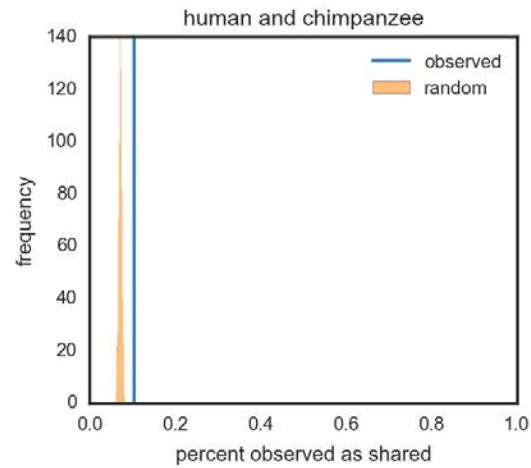 human and chimpanzee
140
120
100
80
60
40
20
0
frequency
observed
random
0.0 0.2 0.4 0.6 0.8 1.0
percent observed as shared